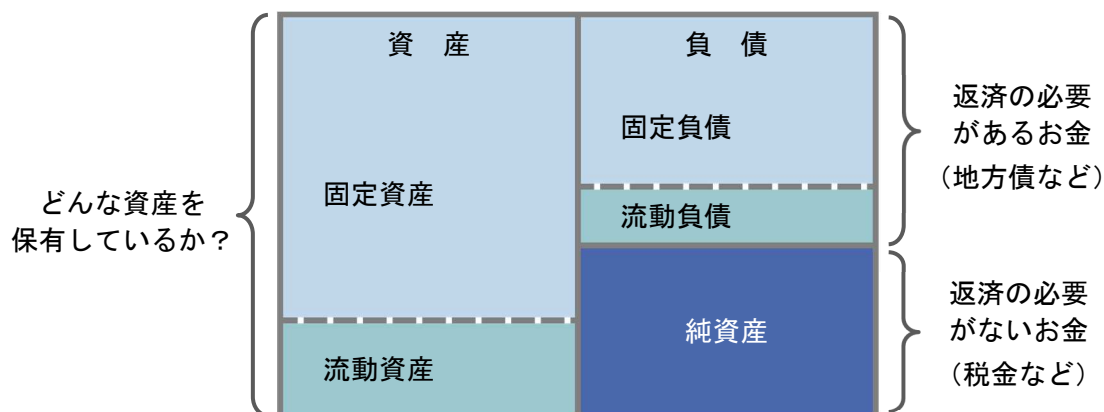 どんな資産を
保有しているか？
資　産
固定資産
流動資産
負　債
固定負債
流動負債
純資産
返済の必要
があるお金
（地方債など）
返済の必要
がないお金
（税金など）